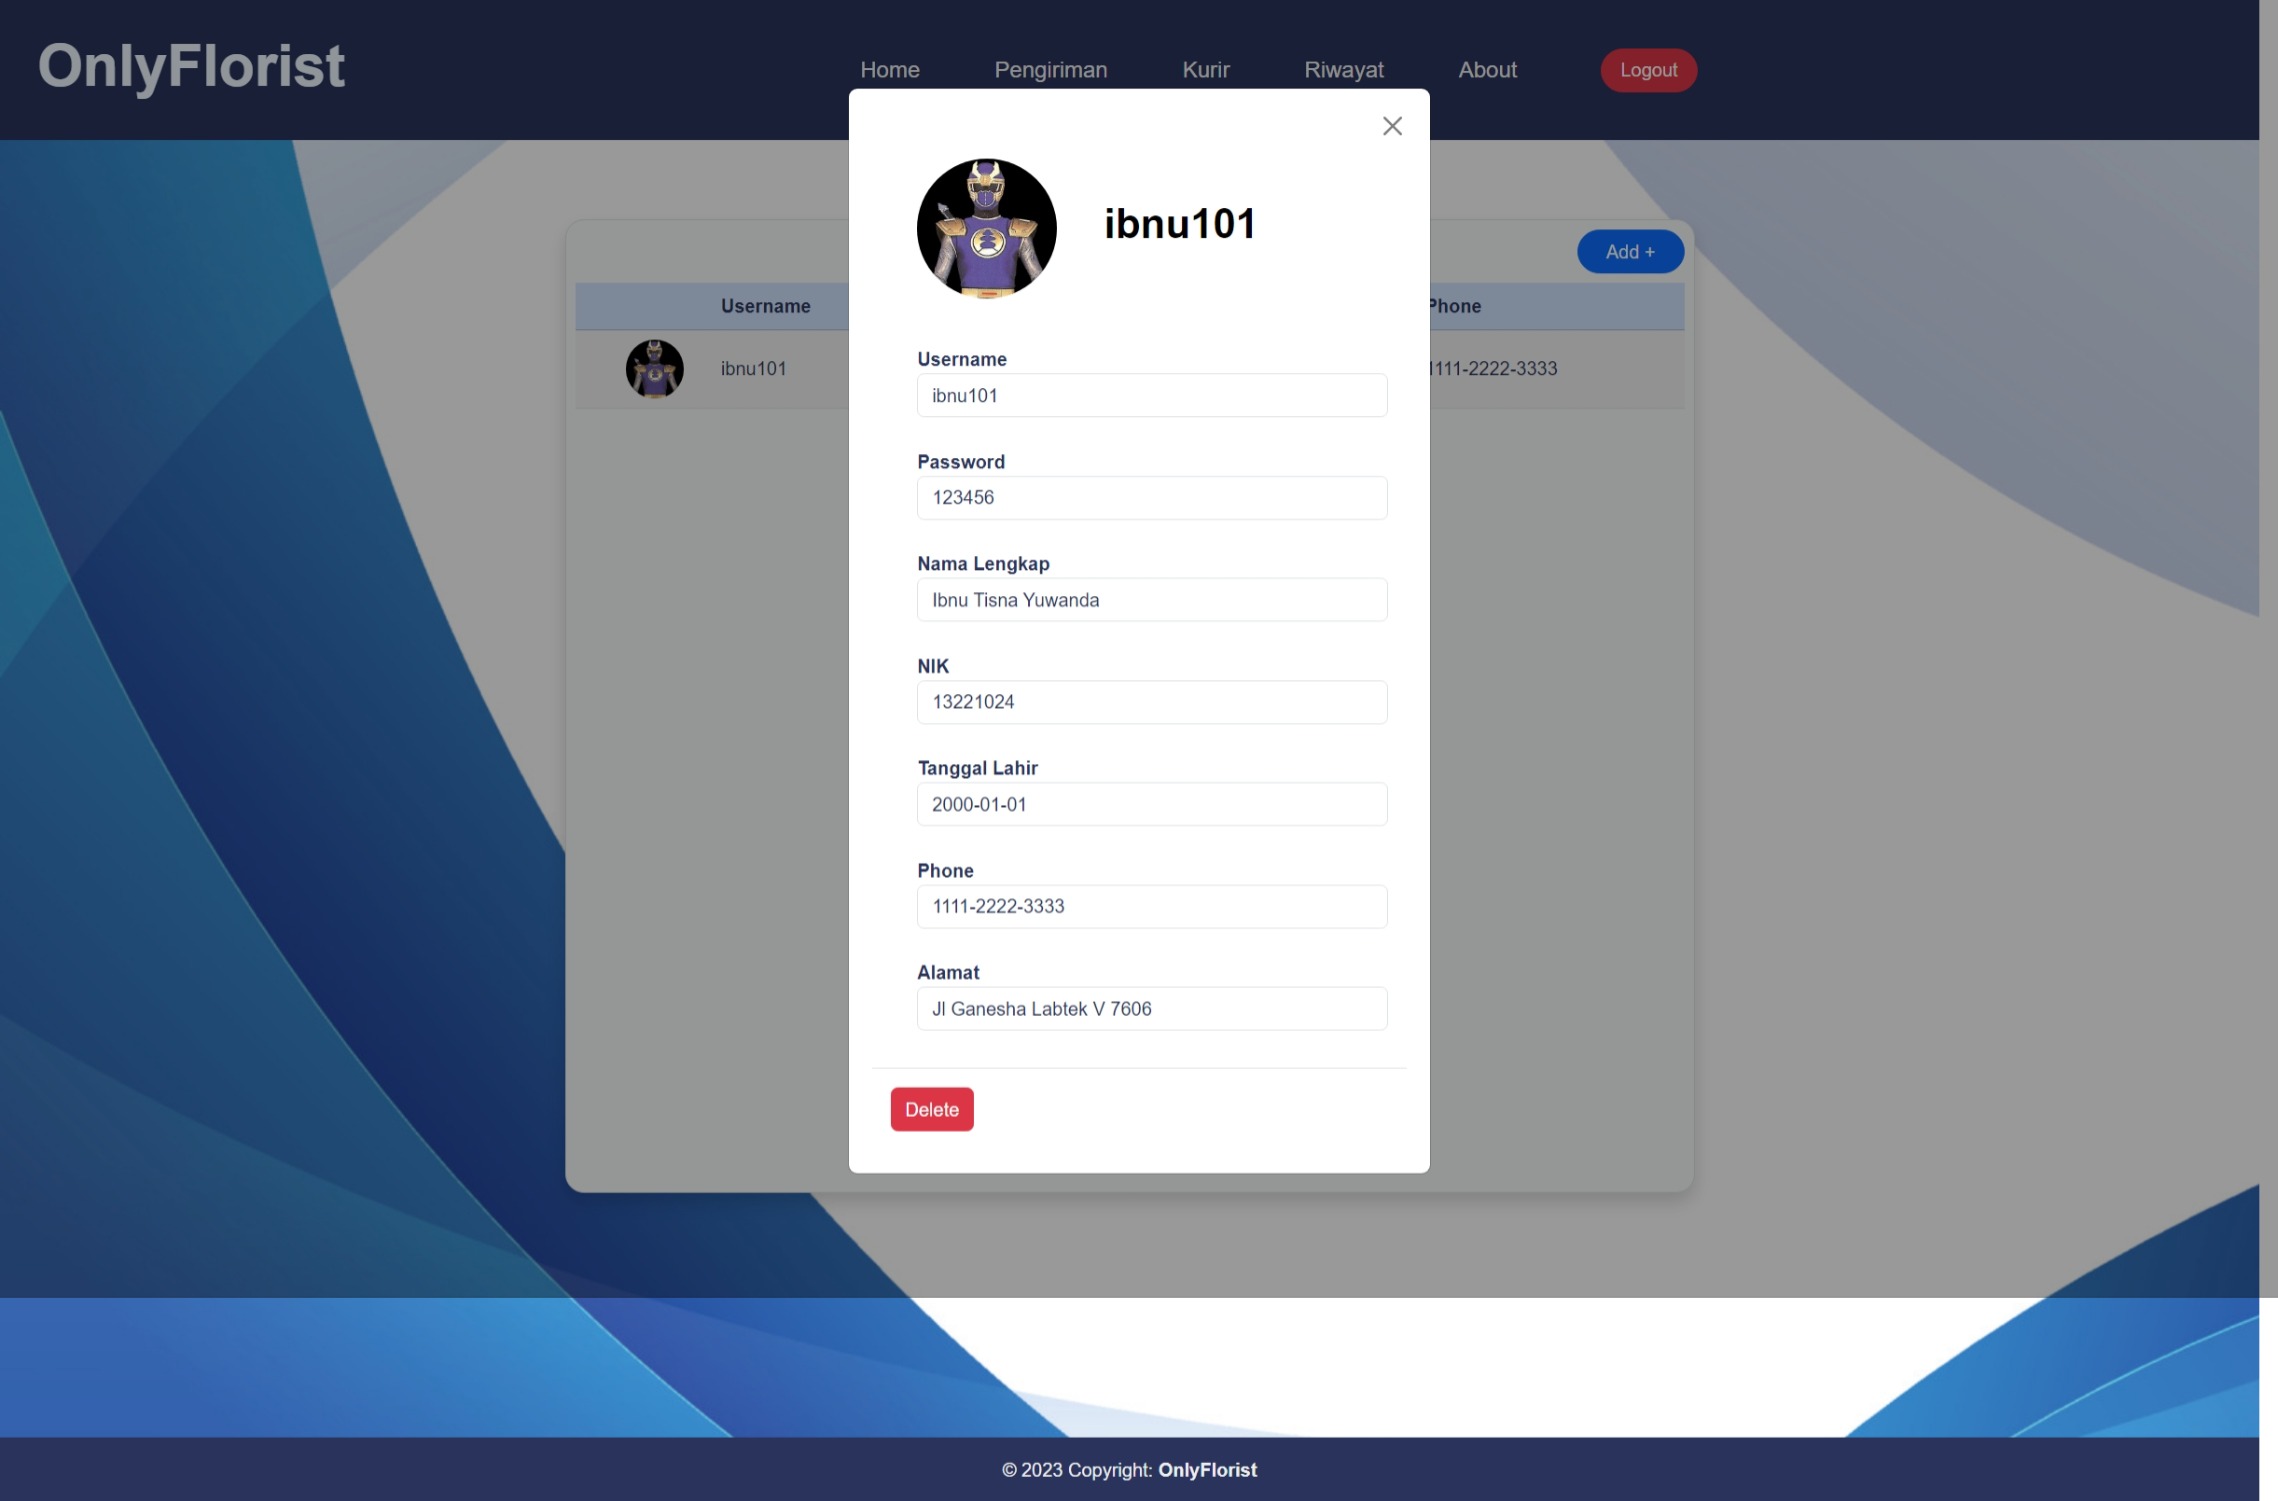 OnlyFlorist
Home Pengiriman Kurir Riwayat About Logout
ibnu101
Add +
Username Phone
ibnu101 1111-2222-3333
Username
ibnu101
Password
123456
Nama Lengkap
Ibnu Tisna Yuwanda
NIK
13221024
Tanggal Lahir
2000-01-01
Phone
1111-2222-3333
Alamat
Jl Ganesha Labtek V 7606
Delete
© 2023 Copyright: OnlyFlorist